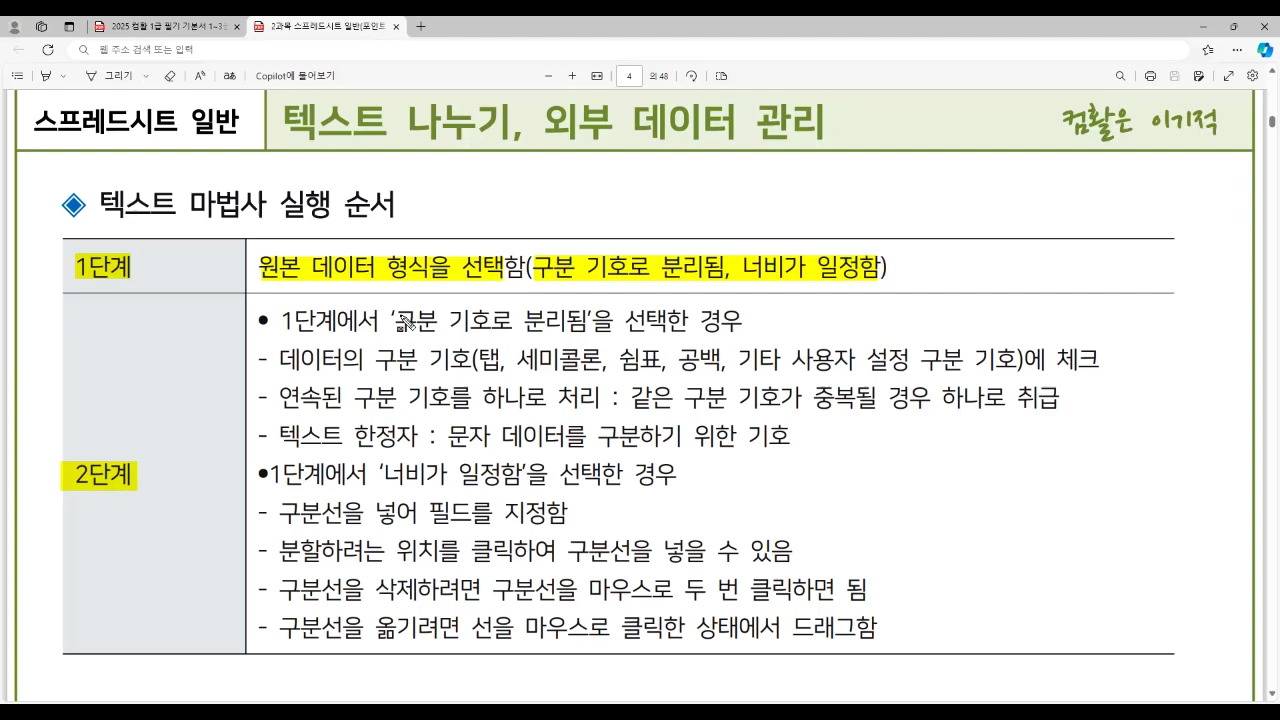 2025 컴활 1급 필기 기본서 1~3
2과목 스프레드시트 일반(포인트
웹 주소 검색 또는 입력
그리기
Copilot에 물어보기
4
의 48
스프레드시트 일반
텍스트 나누기, 외부 데이터 관리
컴활은 이기적
텍스트 마법사 실행 순서
1단계
원본 데이터 형식을 선택함(구분 기호로 분리됨, 너비가 일정함)
● 1단계에서 ‘구분 기호로 분리됨’을 선택한 경우
- 데이터의 구분 기호(탭, 세미콜론, 쉼표, 공백, 기타 사용자 설정 구분 기호)에 체크
- 연속된 구분 기호를 하나로 처리 : 같은 구분 기호가 중복될 경우 하나로 취급
- 텍스트 한정자 : 문자 데이터를 구분하기 위한 기호
2단계
●1단계에서 ‘너비가 일정함’을 선택한 경우
- 구분선을 넣어 필드를 지정함
- 분할하려는 위치를 클릭하여 구분선을 넣을 수 있음
- 구분선을 삭제하려면 구분선을 마우스로 두 번 클릭하면 됨
- 구분선을 옮기려면 선을 마우스로 클릭한 상태에서 드래그함